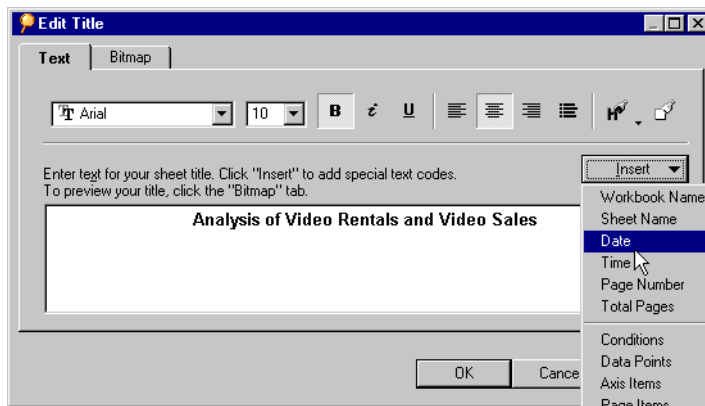 Edit Title
Text Bitmap
Arial 10 B i U
Enter text for your sheet title. Click "Insert" to add special text codes.
To preview your title, click the "Bitmap" tab.
Insert
Analysis of Video Rentals and Video Sales
Workbook Name
Sheet Name
Date
Time
Page Number
Total Pages
Conditions
Data Points
Axis Items
Page Items
OK Cance